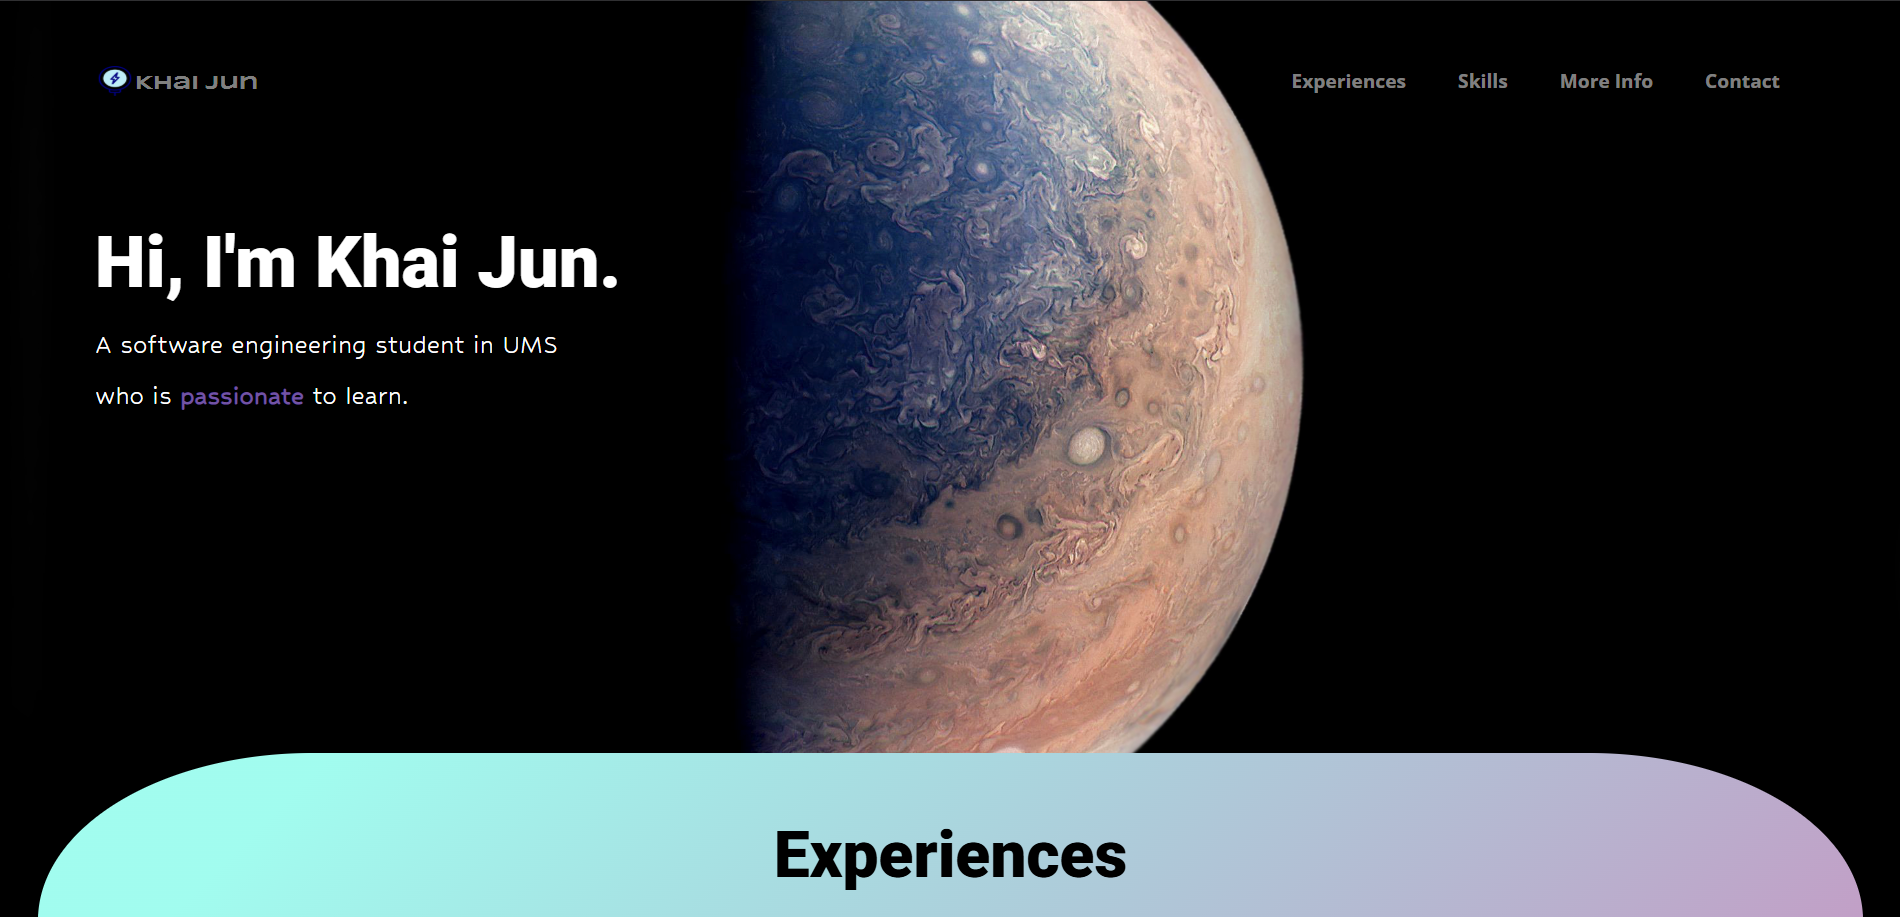 Khai Jun
Experiences Skills More Info Contact
Hi, I'm Khai Jun.
A software engineering student in UMS
who is passionate to learn.
Experiences